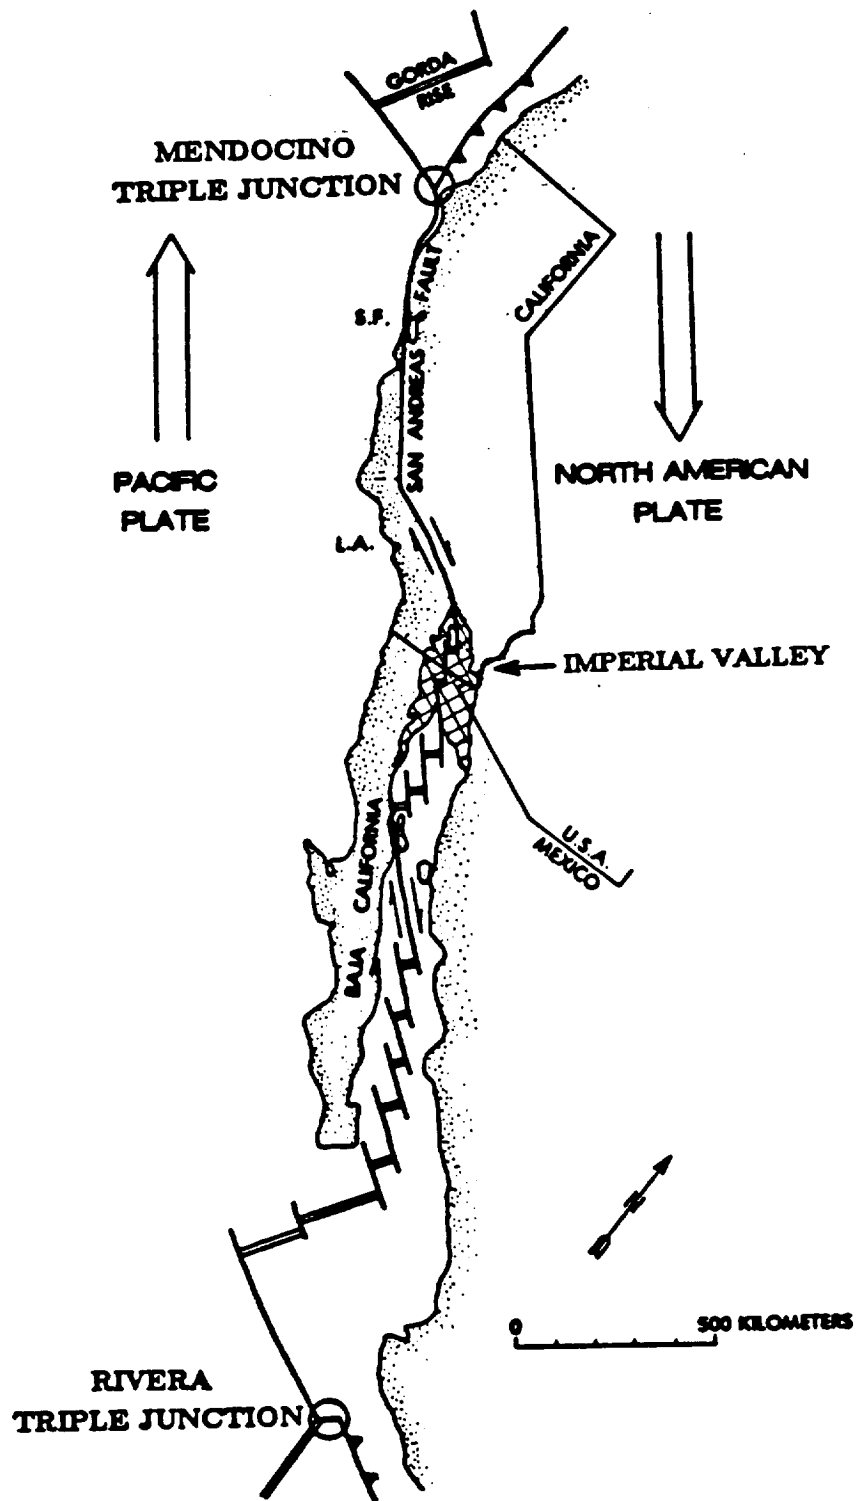 GORDA
RISE
MENDOCINO
TRIPLE JUNCTION
CALIFORNIA
S.F.
SAN ANDREAS FAULT
PACIFIC
PLATE
NORTH AMERICAN
PLATE
L.A.
IMPERIAL VALLEY
U.S.A.
MEXICO
BAJA CALIFORNIA
N
0 500 KILOMETERS
RIVERA
TRIPLE JUNCTION